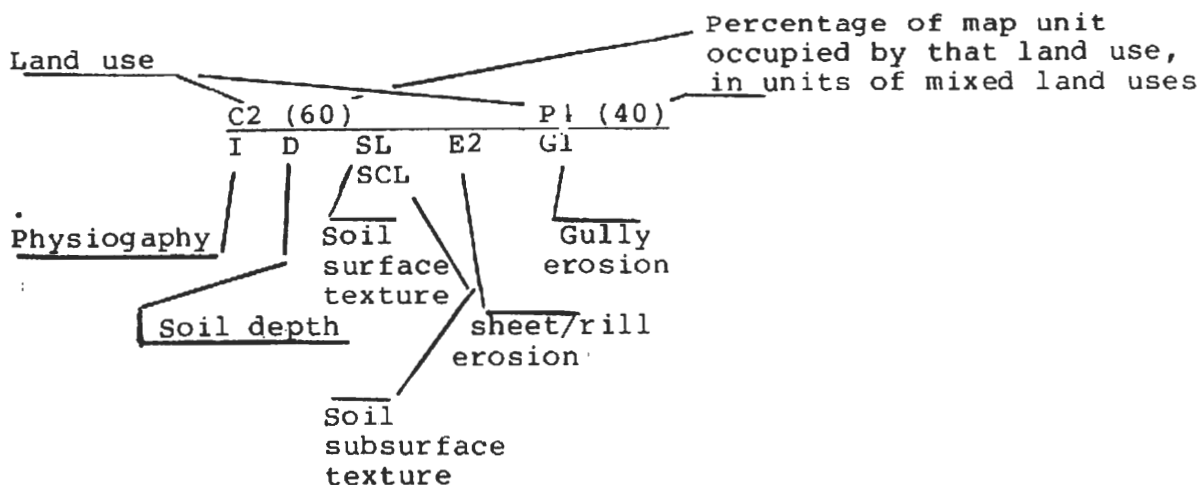 Percentage of map unit
occupied by that land use,
in units of mixed land uses
Land use
C2 (60) P1 (40)
I D SL E2 G1
SCL
Physiogaphy
Soil depth
Soil
surface
texture
Gully
erosion
sheet/rill
erosion
Soil
subsurface
texture